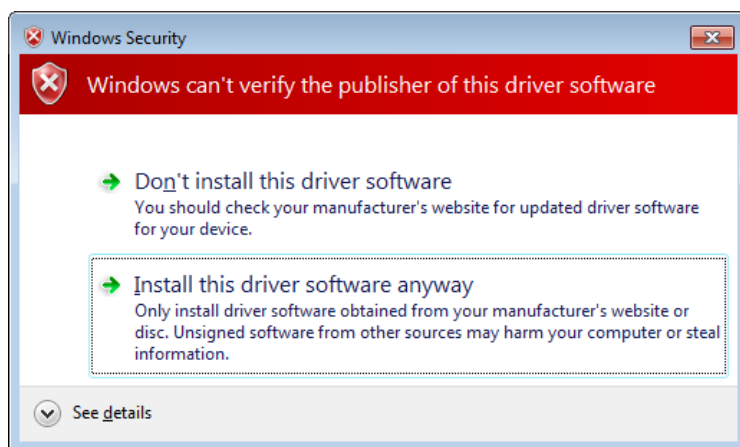 Windows Security
Windows can't verify the publisher of this driver software
Don't install this driver software
You should check your manufacturer's website for updated driver software
for your device.
Install this driver software anyway
Only install driver software obtained from your manufacturer's website or
disc. Unsigned software from other sources may harm your computer or steal
information.
See details